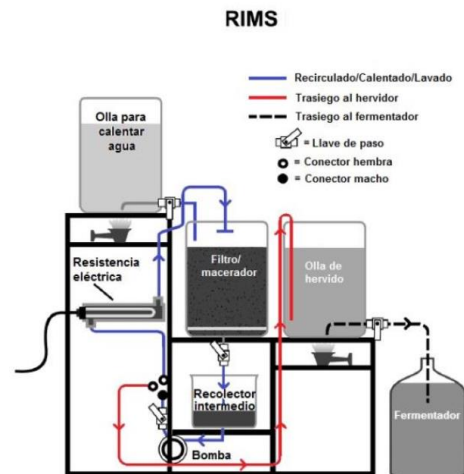 RIMS
Recirculado/Calentado/Lavado
Trasiego al hervidor
Trasiego al fermentador
= Llave de paso
= Conector hembra
= Conector macho
Olla para
calentar
agua
Resistencia
eléctrica
Filtro/
macerador
Olla de
hervido
Recolector
intermedio
Bomba
Fermentador